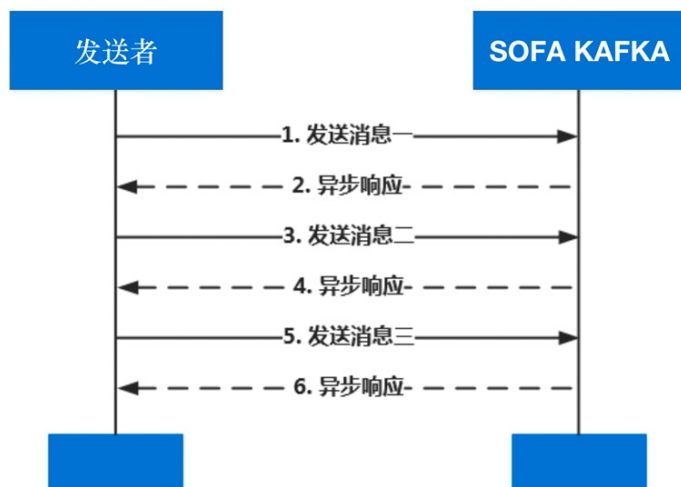 发送者
SOFA KAFKA
1. 发送消息一
2. 异步响应
3. 发送消息二
4. 异步响应
5. 发送消息三
6. 异步响应